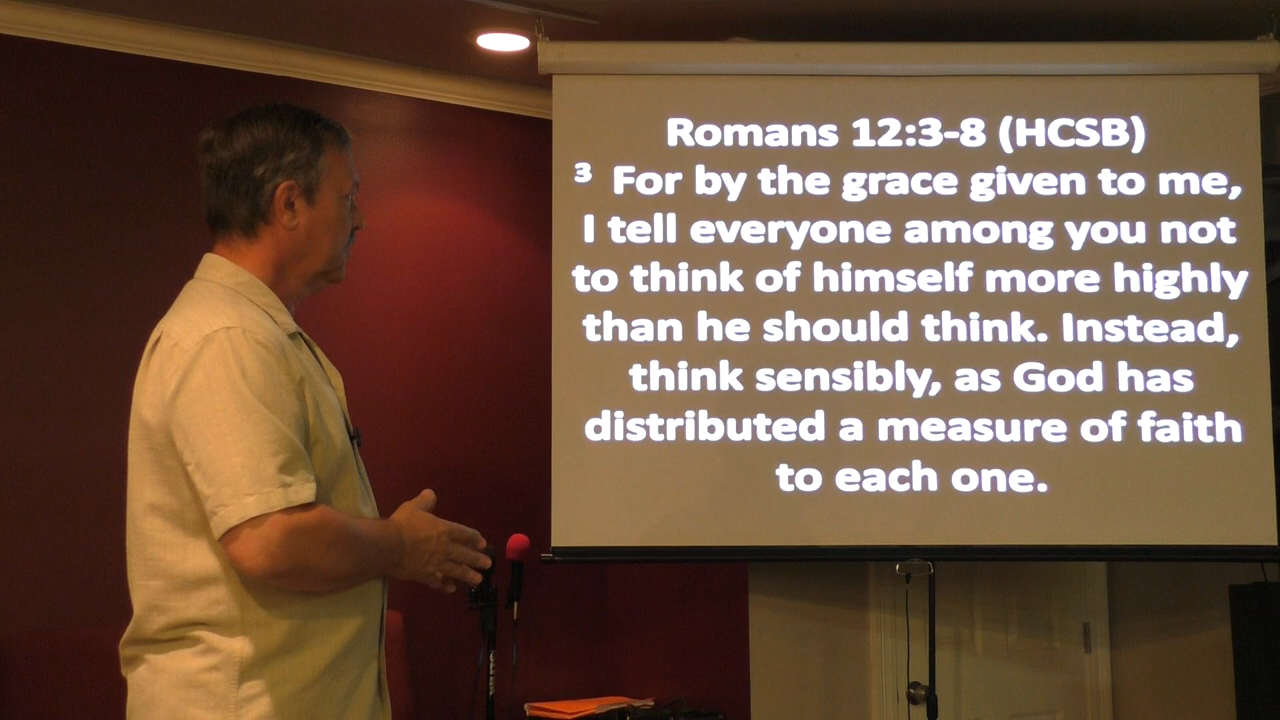 Romans 12:3-8 (HCSB)
³ For by the grace given to me,
I tell everyone among you not
to think of himself more highly
than he should think. Instead,
think sensibly, as God has
distributed a measure of faith
to each one.